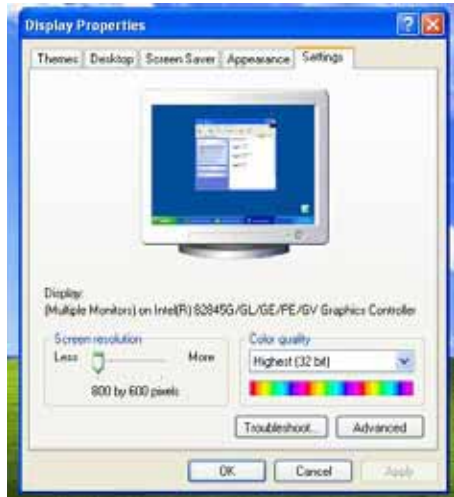 Display Properties
Themes Desktop Screen Saver Appearance Settings
Display:
(Multiple Monitors) on Intel(R) 82845G/GL/GE/PE/GV Graphics Controller
Screen resolution
Less More
800 by 600 pixels
Color quality
Highest (32 bit)
Troubleshoot... Advanced
OK Cancel Apply